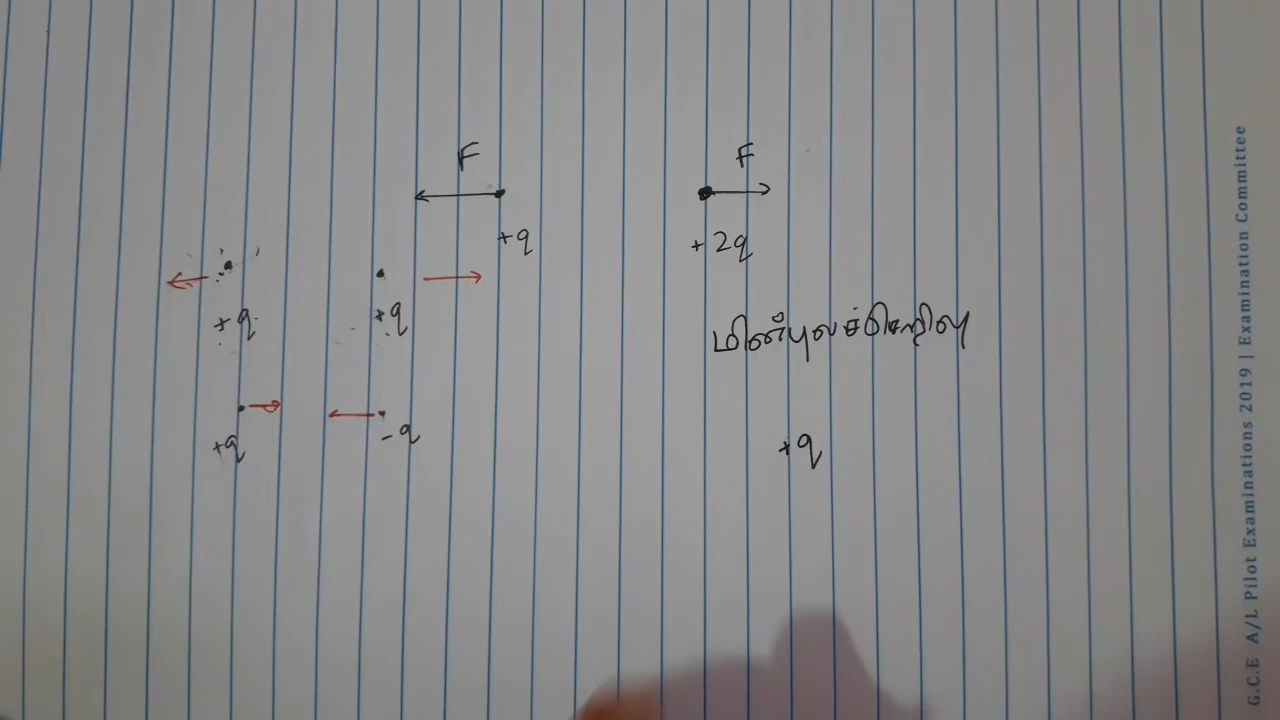 F F
+q +2q
+q +q
மின்புலச்செறிவு
+q -q
+q
G.C.E A/L Pilot Examinations 2019 | Examination Committee